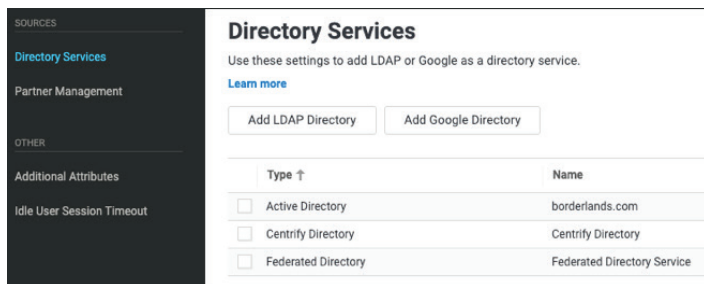 SOURCES
Directory Services
Partner Management
OTHER
Additional Attributes
Idle User Session Timeout
Directory Services
Use these settings to add LDAP or Google as a directory service.
Learn more
Add LDAP Directory Add Google Directory
Type ↑ Name
Active Directory borderlands.com
Centrify Directory Centrify Directory
Federated Directory Federated Directory Service